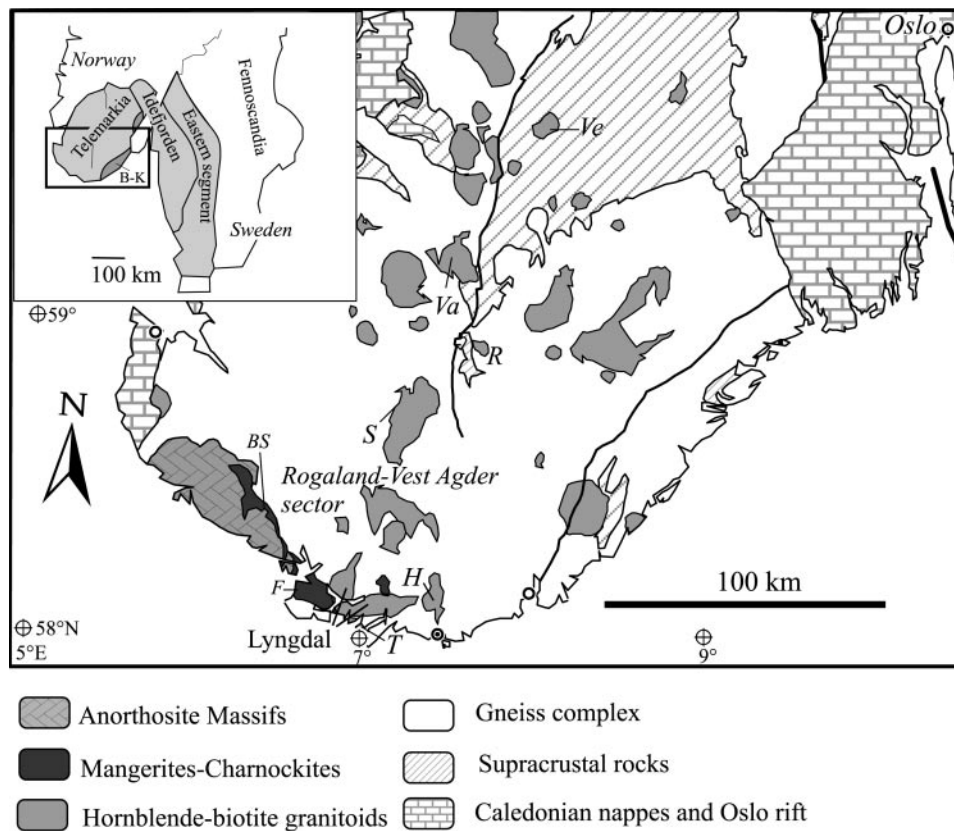 Oslo
Norway
Fennoscandia
Telemarkia
Idefjorden
Eastern segment
B-K
Sweden
100 km
Ve
Va
59°
R
N
S
BS
Rogaland-Vest Agder
sector
100 km
F
H
58°N
5°E
Lyngdal
T
7°
9°
Anorthosite Massifs
Gneiss complex
Mangerites-Charnockites
Supracrustal rocks
Hornblende-biotite granitoids
Caledonian nappes and Oslo rift